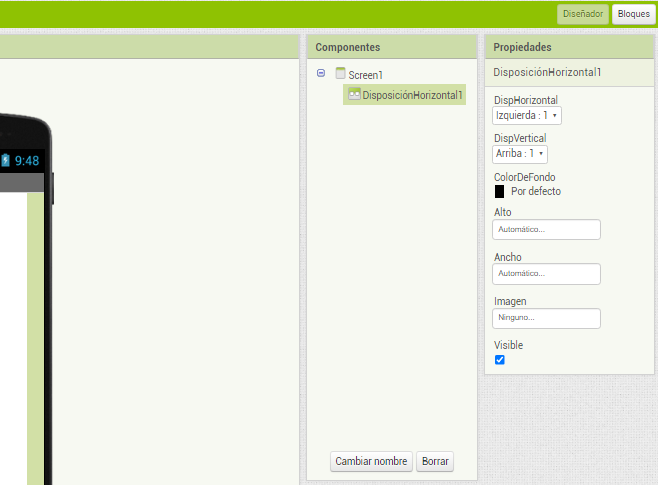 Diseñador Bloques
Componentes
Screen1
DisposiciónHorizontal1
Cambiar nombre Borrar
Propiedades
DisposiciónHorizontal1
DispHorizontal
Izquierda : 1
DispVertical
Arriba : 1
ColorDeFondo
Por defecto
Alto
Automático...
Ancho
Automático...
Imagen
Ninguno...
Visible
9:48